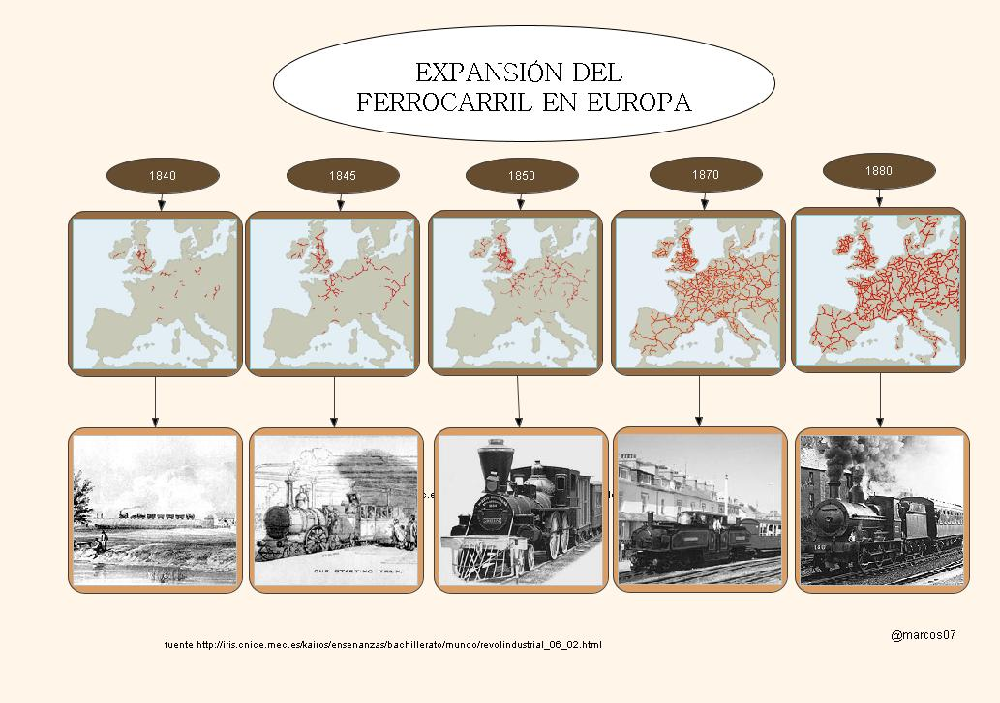 EXPANSIÓN DEL
FERROCARRIL EN EUROPA
1840
1845
1850
1870
1880
OUR STARTING TRAIN.
fuente http://iris.cnice.mec.es/kairos/ensenanzas/bachillerato/mundo/revolindustrial_06_02.html
@marcos07